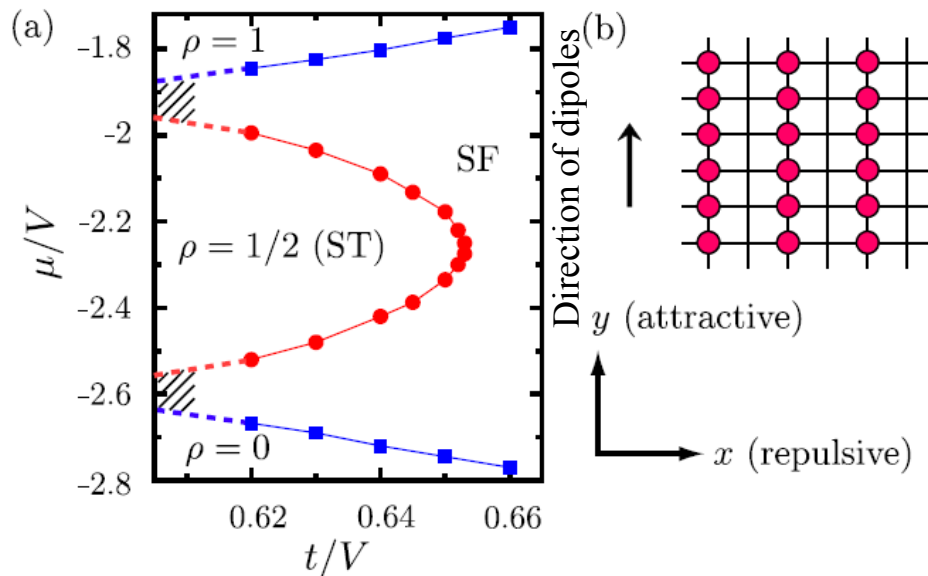 (a)
−1.8
−2
−2.2
−2.4
−2.6
−2.8
μ/V
ρ = 1
SF
ρ = 1/2 (ST)
ρ = 0
0.62
0.64
0.66
t/V
(b)
Direction of dipoles
y (attractive)
x (repulsive)